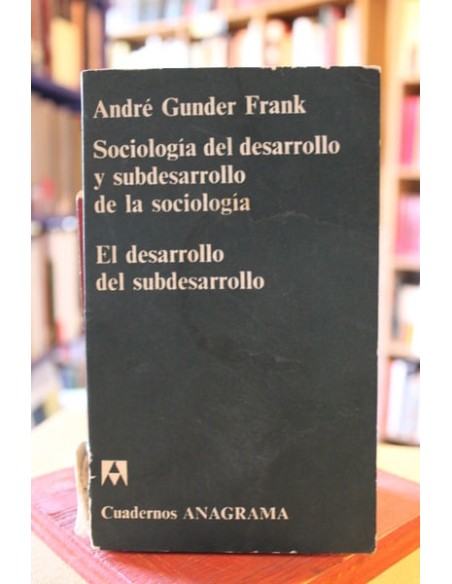 André Gunder Frank
Sociología del desarrollo
y subdesarrollo
de la sociología
El desarrollo
del subdesarrollo
Cuadernos ANAGRAMA